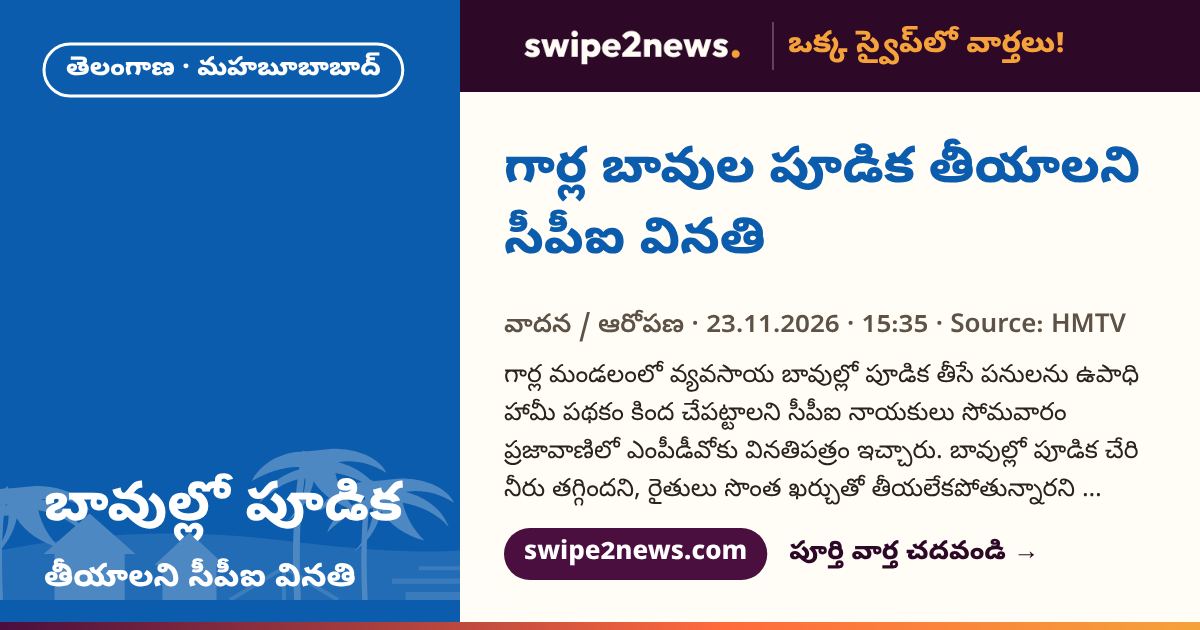 తెలంగాణ · మహబూబాబాద్
బావుల్లో పూడిక
తీయాలని సీపీఐ వినతి
swipe2news. | ఒక్క స్వైప్‌లో వార్తలు!
గార్ల బావుల పూడిక తీయాలని
సీపీఐ వినతి
వాదన / ఆరోపణ · 23.11.2026 · 15:35 · Source: HMTV
గార్ల మండలంలో వ్యవసాయ బావుల్లో పూడిక తీసే పనులను ఉపాధి
హామీ పథకం కింద చేపట్టాలని సీపీఐ నాయకులు సోమవారం
ప్రజావాణిలో ఎంపీడీవోకు వినతిపత్రం ఇచ్చారు. బావుల్లో పూడిక చేరి
నీరు తగ్గిందని, రైతులు సొంత ఖర్చుతో తీయలేకపోతున్నారని ...
swipe2news.com పూర్తి వార్త చదవండి →